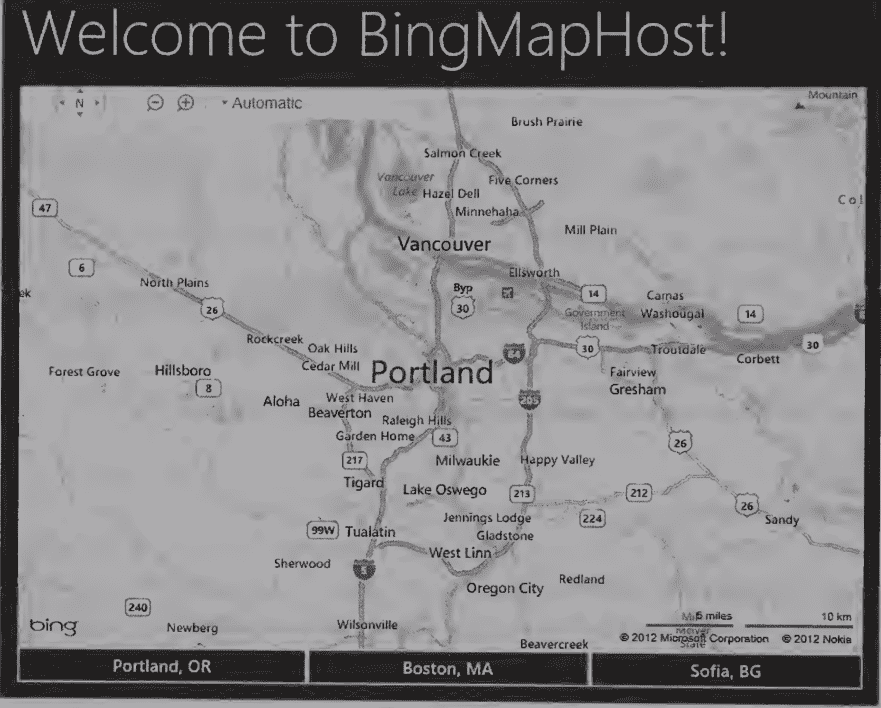 Welcome to BingMapHost!
N
Automatic
Mountain
Brush Prairie
Salmon Creek
Vancouver
Lake
Hazel Dell
Five Corners
Minnehaha
Col
47
Mill Plain
Vancouver
6
North Plains
Ellsworth
ek
26
Byp
30
14
Camas
Government
Island
Washougal
14
Rockcreek
Oak Hills
30
Troutdale
30
Cedar Mill
Portland
84
Corbett
Forest Grove
Hillsboro
8
Fairview
Gresham
Aloha
West Haven
Beaverton
205
Raleigh Hills
Garden Home
43
26
217
Milwaukie
Happy Valley
Tigard
Lake Oswego
213
212
26
Jennings Lodge
224
Sandy
99W
Tualatin
Gladstone
West Linn
Sherwood
5
Oregon City
Redland
240
5 miles
10 km
bing
Newberg
Wilsonville
© 2012 Microsoft Corporation
© 2012 Nokia
State
Beavercreek
Portland, OR
Boston, MA
Sofia, BG